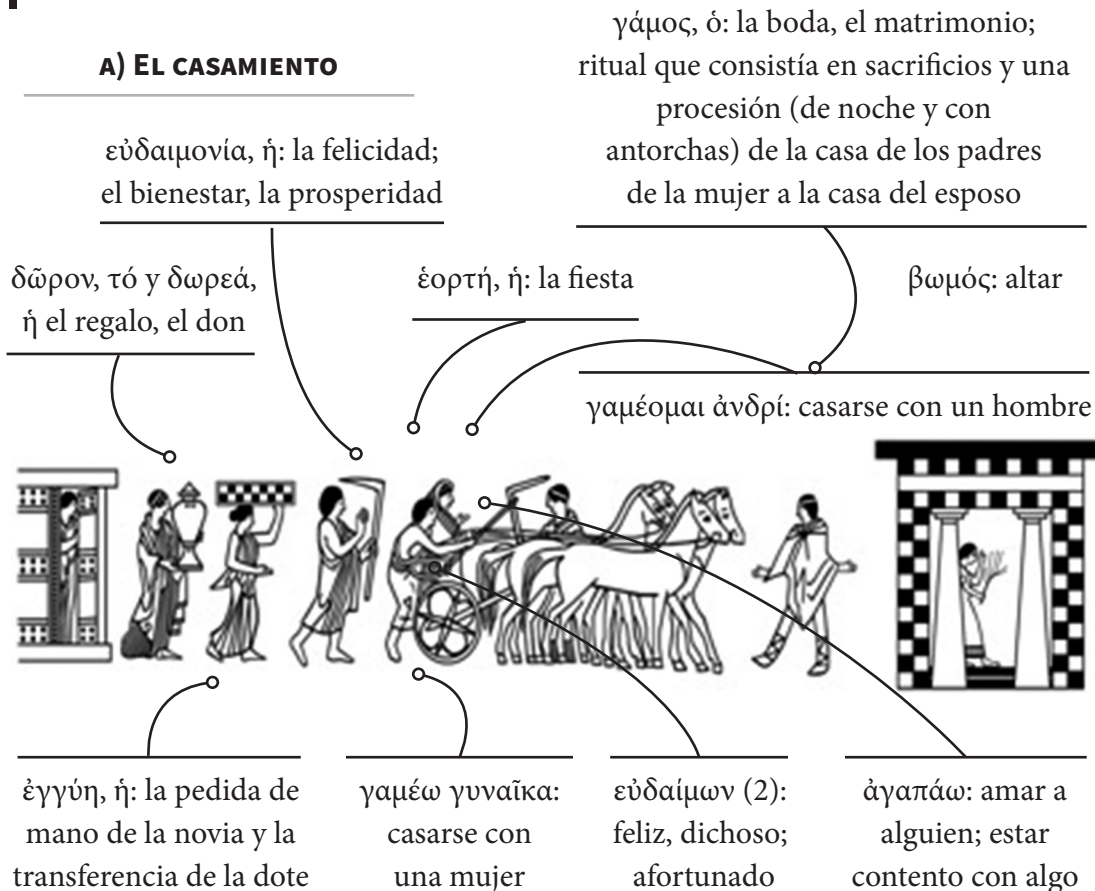 A) EL CASAMIENTO
γάμος, ὁ: la boda, el matrimonio;
ritual que consistía en sacrificios y una
procesión (de noche y con
antorchas) de la casa de los padres
de la mujer a la casa del esposo
εὐδαιμονία, ἡ: la felicidad;
el bienestar, la prosperidad
δῶρον, τό y δωρεά,
ἡ el regalo, el don
ἑορτή, ἡ: la fiesta
βωμός: altar
γαμέομαι ἀνδρί: casarse con un hombre
ἐγγύη, ἡ: la pedida de
mano de la novia y la
transferencia de la dote
γαμέω γυναῖκα:
casarse con
una mujer
εὐδαίμων (2):
feliz, dichoso;
afortunado
ἀγαπάω: amar a
alguien; estar
contento con algo